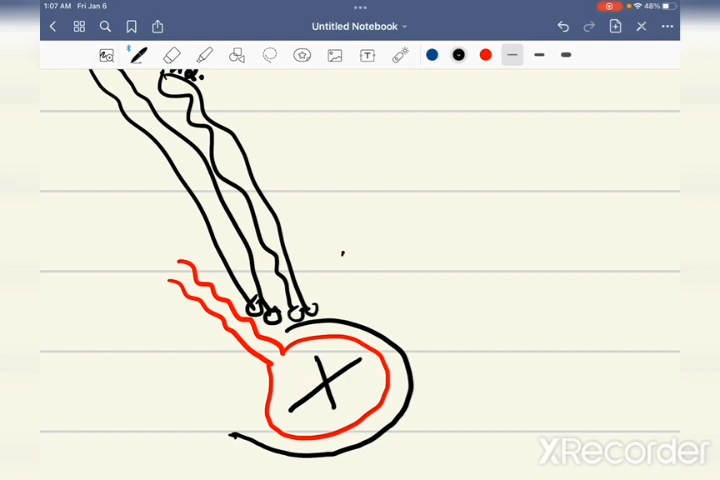 1:07 AM Fri Jan 6
48%
Untitled Notebook
T
X
XRecorder